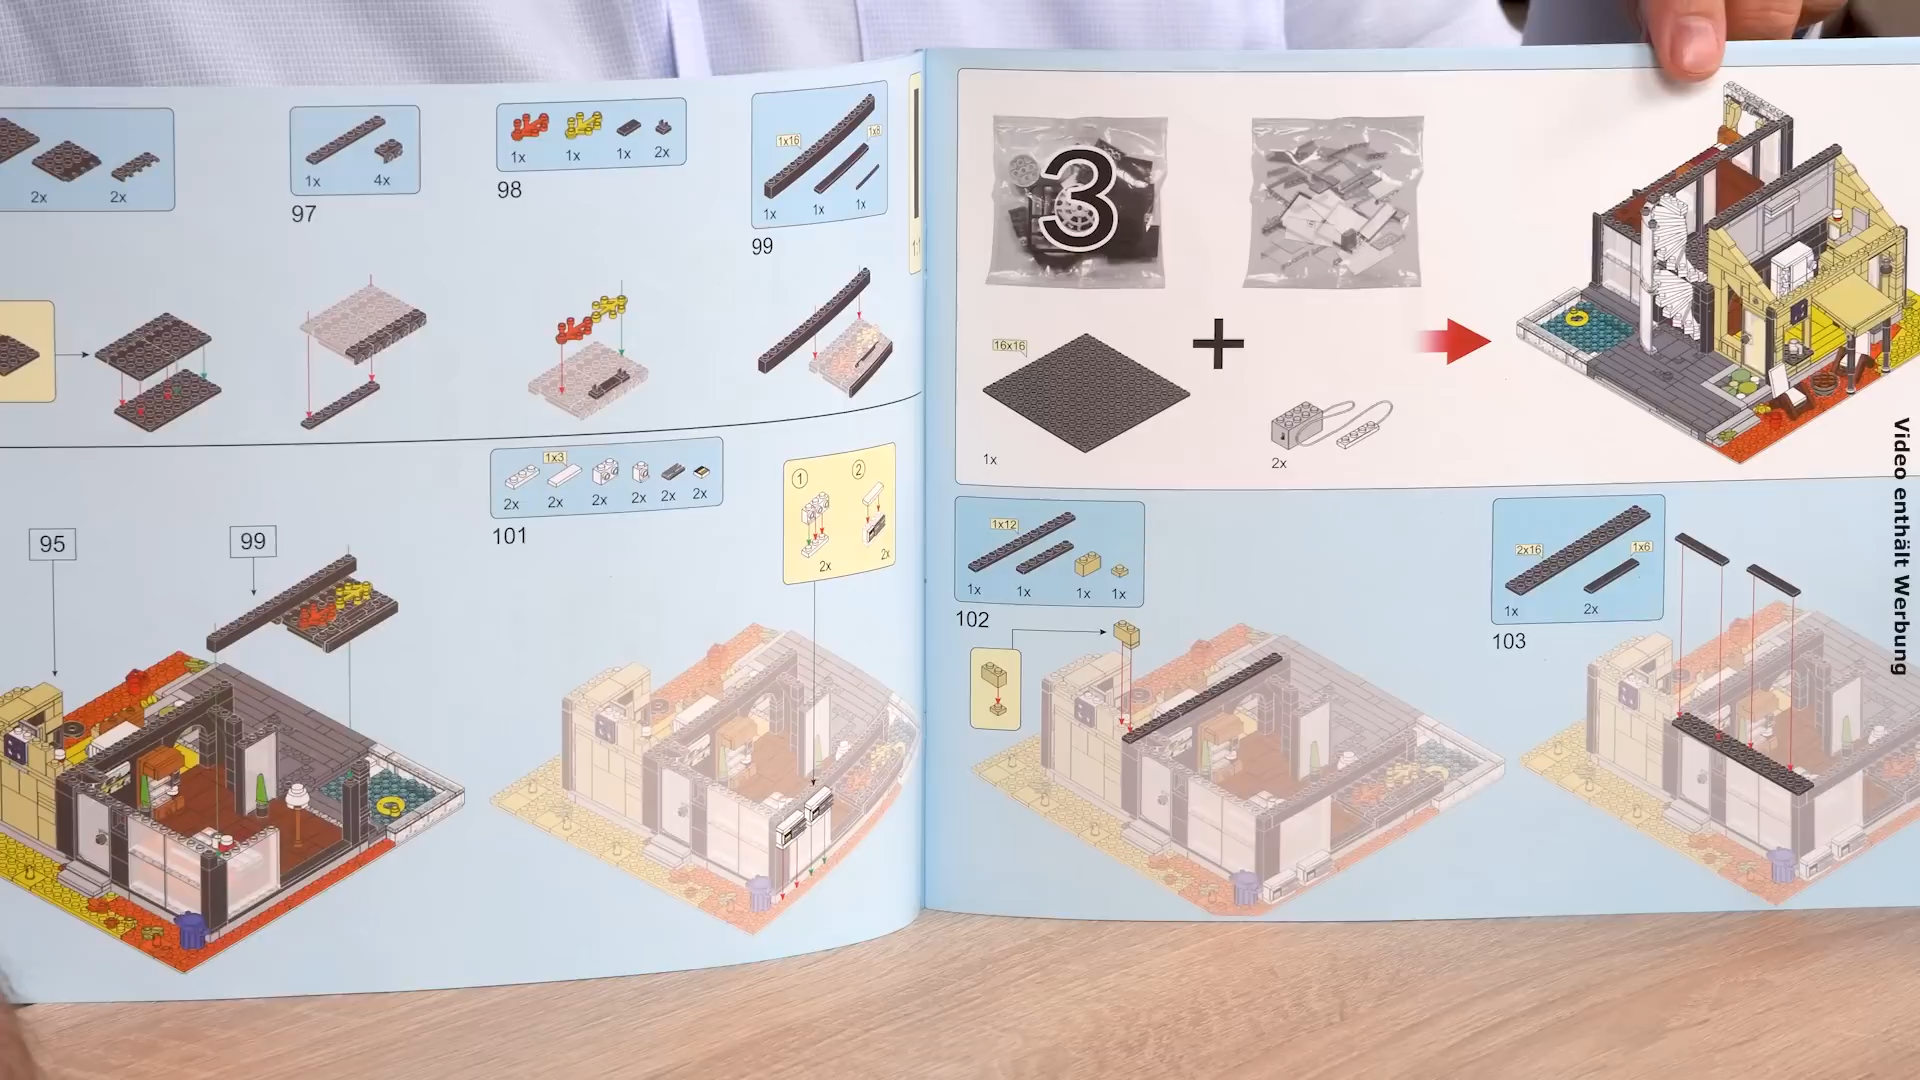 2x 2x
1x 4x
97
1x 1x 1x 2x
98
1x16 1x8
1x 1x 1x
99
1:1
95
99
1x3
2x 2x 2x 2x 2x 2x
101
1 2
2x 2x
3
16x16
1x
+
2x
1x12
1x 1x 1x 1x
102
2x16 1x6
1x 2x
103
Video enthält Werbung